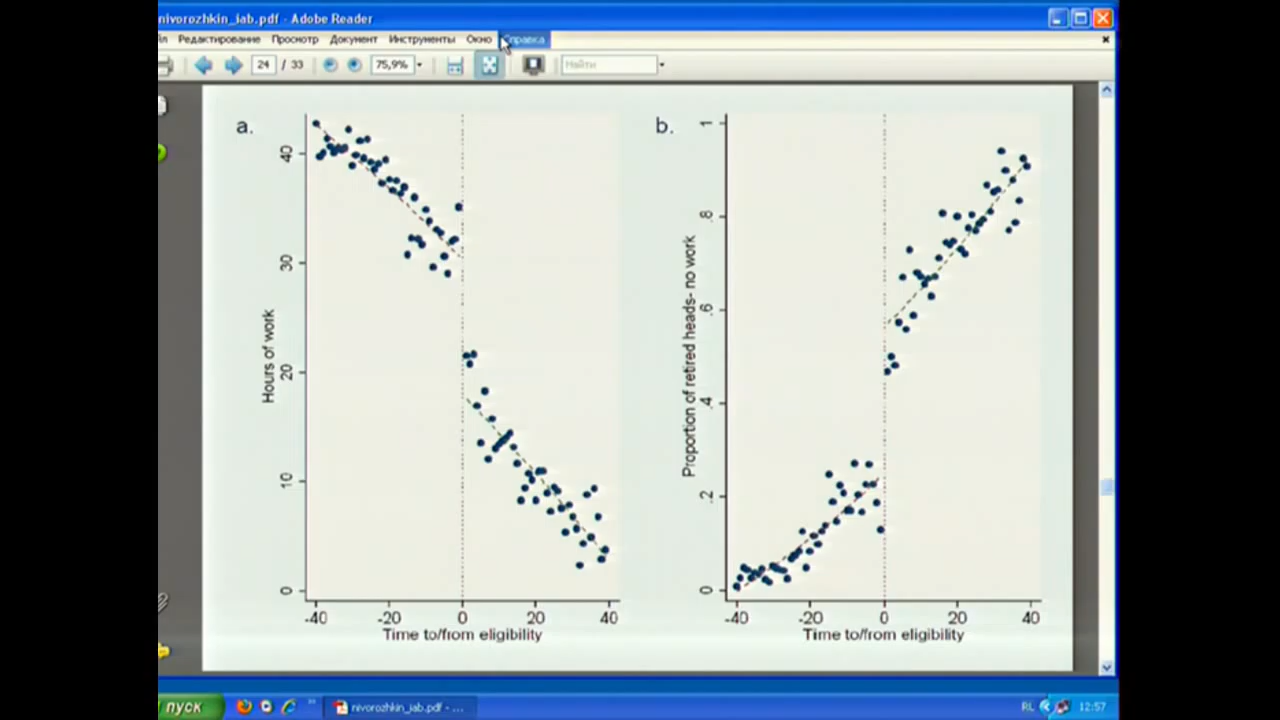 nivorozhkin_iab.pdf - Adobe Reader
Редактирование Просмотр Документ Инструменты Окно Справка
24 / 33 75,9% Найти
a.
40
30
20
10
0
-40 -20 0 20 40
Hours of work
Time to/from eligibility
b.
1
.8
.6
.4
.2
0
-40 -20 0 20 40
Proportion of retired heads- no work
Time to/from eligibility
пуск nivorozhkin_iab.pdf - ... RL 12:57